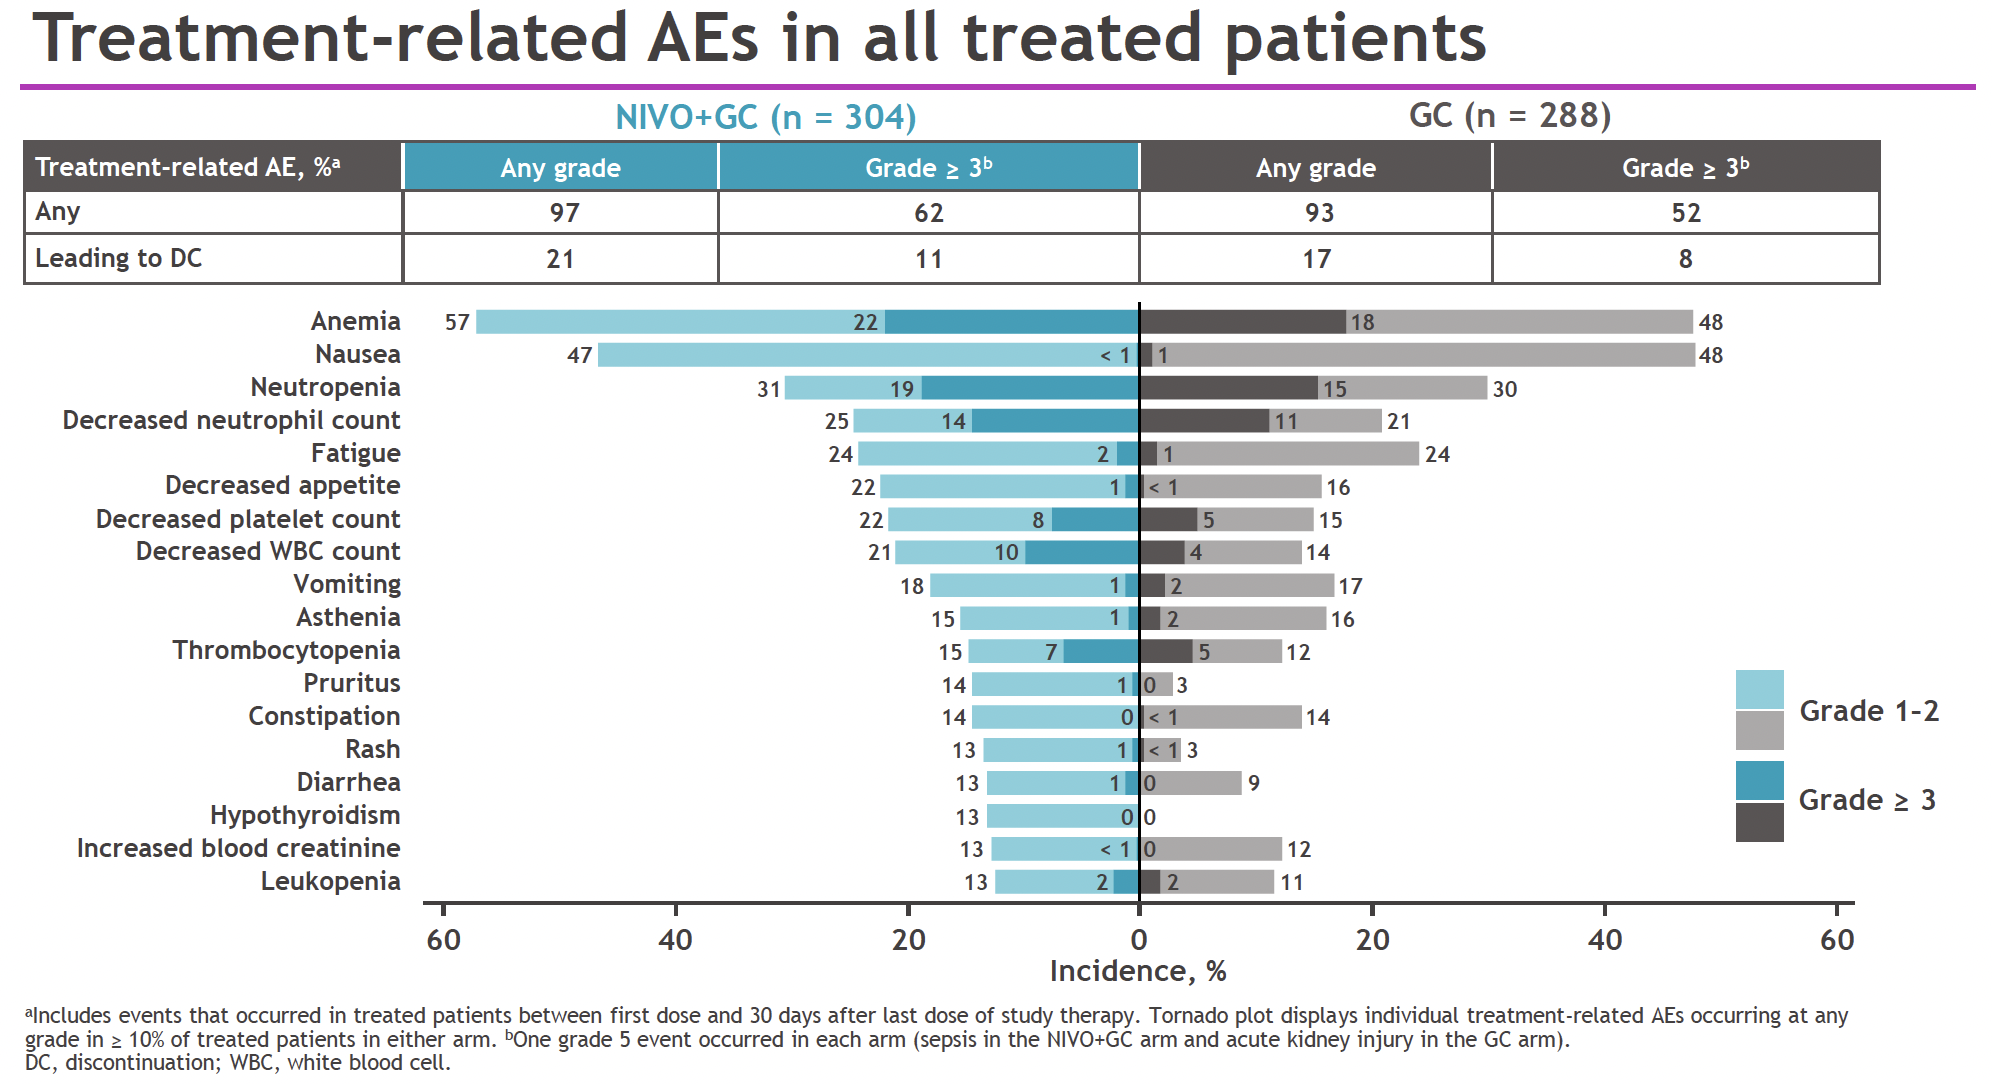 Treatment-related AEs in all treated patients
NIVO+GC (n = 304) GC (n = 288)
Treatment-related AE, %ᵃ Any grade Grade ≥ 3ᵇ Any grade Grade ≥ 3ᵇ
Any 97 62 93 52
Leading to DC 21 11 17 8
Anemia 57 22 18 48
Nausea 47 < 1 1 48
Neutropenia 31 19 15 30
Decreased neutrophil count 25 14 11 21
Fatigue 24 2 1 24
Decreased appetite 22 1 < 1 16
Decreased platelet count 22 8 5 15
Decreased WBC count 21 10 4 14
Vomiting 18 1 2 17
Asthenia 15 1 2 16
Thrombocytopenia 15 7 5 12
Pruritus 14 1 0 3
Constipation 14 0 < 1 14
Rash 13 1 < 1 3
Diarrhea 13 1 0 9
Hypothyroidism 13 0 0
Increased blood creatinine 13 < 1 0 12
Leukopenia 13 2 2 11
Grade 1–2
Grade ≥ 3
60 40 20 0 20 40 60
Incidence, %
ᵃIncludes events that occurred in treated patients between first dose and 30 days after last dose of study therapy. Tornado plot displays individual treatment-related AEs occurring at any
grade in ≥ 10% of treated patients in either arm. ᵇOne grade 5 event occurred in each arm (sepsis in the NIVO+GC arm and acute kidney injury in the GC arm).
DC, discontinuation; WBC, white blood cell.